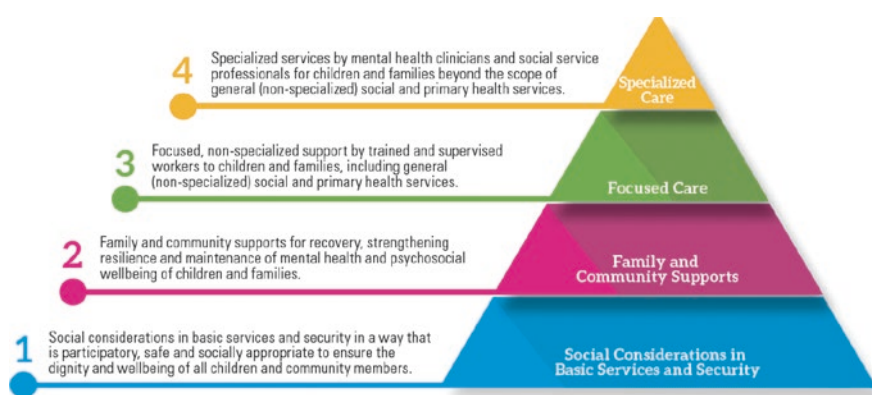 4
Specialized services by mental health clinicians and social service
professionals for children and families beyond the scope of
general (non-specialized) social and primary health services.
Specialized
Care
3
Focused, non-specialized support by trained and supervised
workers to children and families, including general
(non-specialized) social and primary health services.
Focused Care
2
Family and community supports for recovery, strengthening
resilience and maintenance of mental health and psychosocial
wellbeing of children and families.
Family and
Community Supports
1
Social considerations in basic services and security in a way that
is participatory, safe and socially appropriate to ensure the
dignity and wellbeing of all children and community members.
Social Considerations in
Basic Services and Security